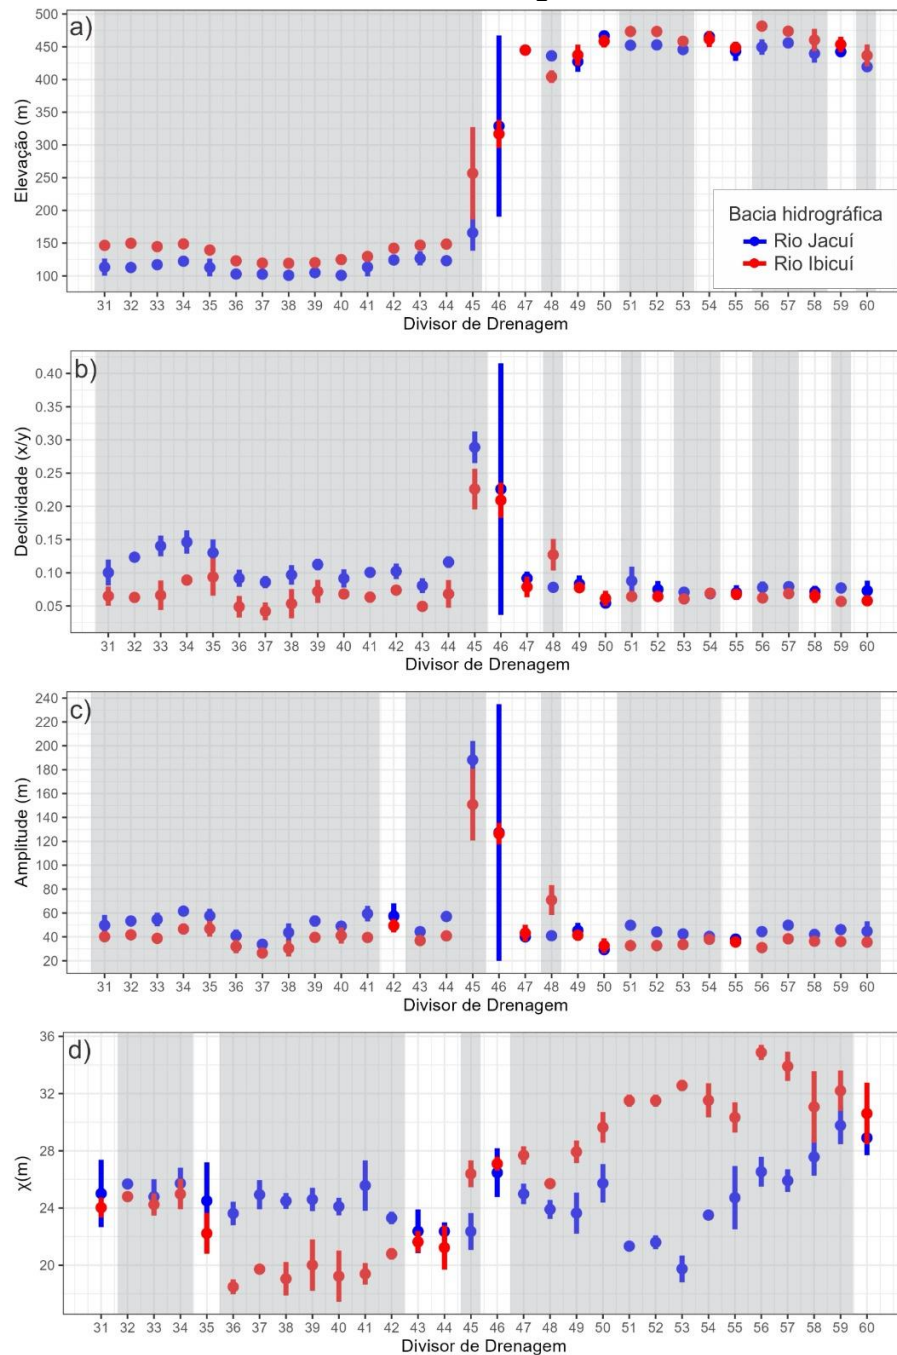 a)
500
450
400
350
300
250
200
150
100
Elevação (m)
Bacia hidrográfica
Rio Jacuí
Rio Ibicuí
31 32 33 34 35 36 37 38 39 40 41 42 43 44 45 46 47 48 49 50 51 52 53 54 55 56 57 58 59 60
Divisor de Drenagem
b)
0.40
0.35
0.30
0.25
0.20
0.15
0.10
0.05
Declividade (x/y)
31 32 33 34 35 36 37 38 39 40 41 42 43 44 45 46 47 48 49 50 51 52 53 54 55 56 57 58 59 60
Divisor de Drenagem
c)
240
220
200
180
160
140
120
100
80
60
40
20
Amplitude (m)
31 32 33 34 35 36 37 38 39 40 41 42 43 44 45 46 47 48 49 50 51 52 53 54 55 56 57 58 59 60
Divisor de Drenagem
d)
36
32
28
24
20
χ(m)
31 32 33 34 35 36 37 38 39 40 41 42 43 44 45 46 47 48 49 50 51 52 53 54 55 56 57 58 59 60
Divisor de Drenagem